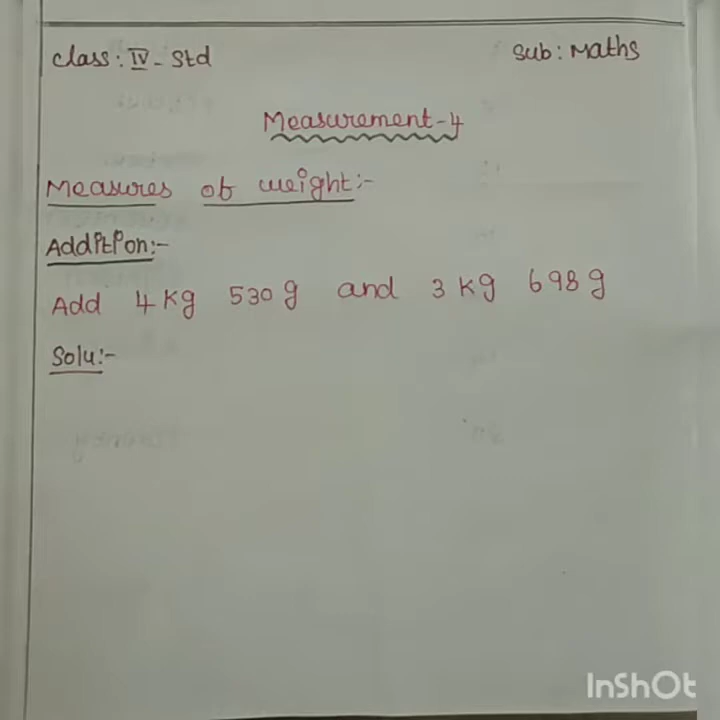 Class: IV - Std Sub: Maths
Measurement-4
Measures of weight:-
Addition:-
Add 4 Kg 530 g and 3 Kg 698 g
Solu:-
InShOt